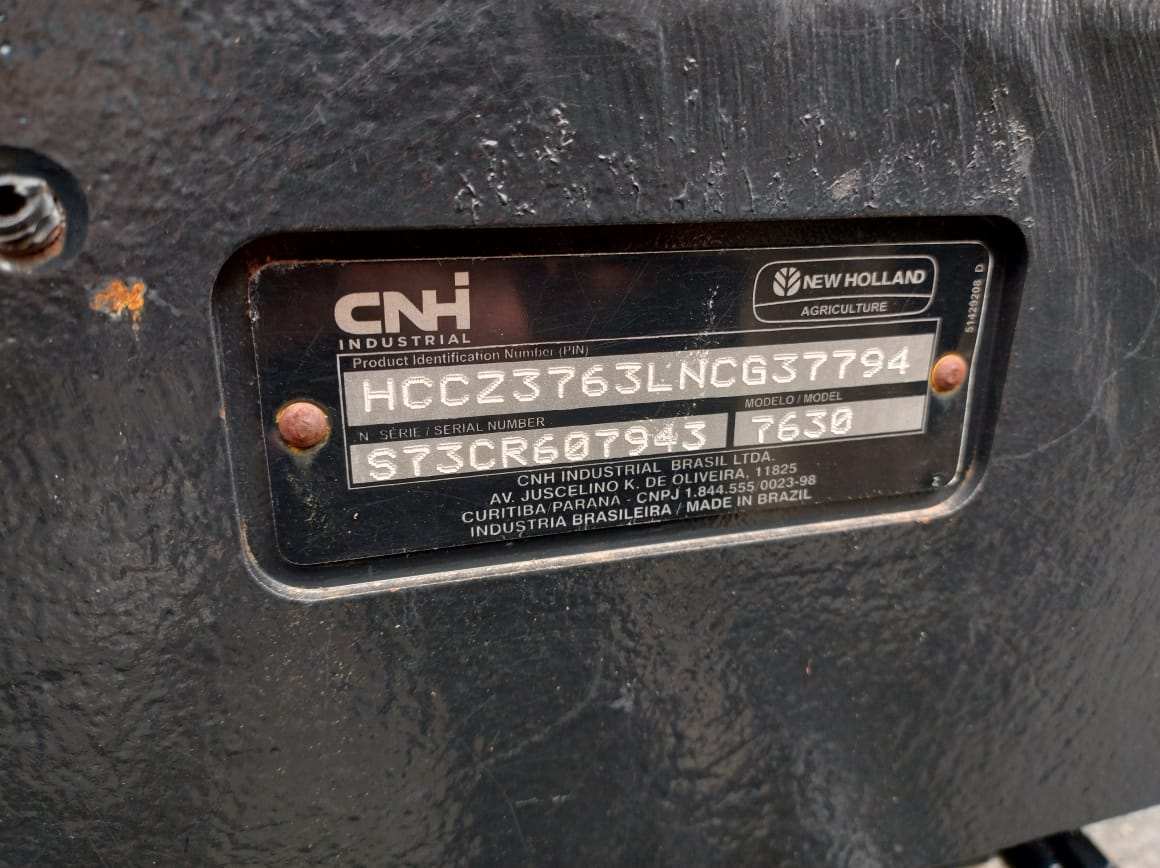 CNH
INDUSTRIAL
NEW HOLLAND
AGRICULTURE
51429208 D
Product Identification Number (PIN)
HCCZ3763LNCG37794
N SÉRIE / SERIAL NUMBER
MODELO / MODEL
S73CR607943
7630
CNH INDUSTRIAL BRASIL LTDA.
AV. JUSCELINO K. DE OLIVEIRA, 11825
CURITIBA/PARANA - CNPJ 1.844.555/0023-98
INDUSTRIA BRASILEIRA / MADE IN BRAZIL
2